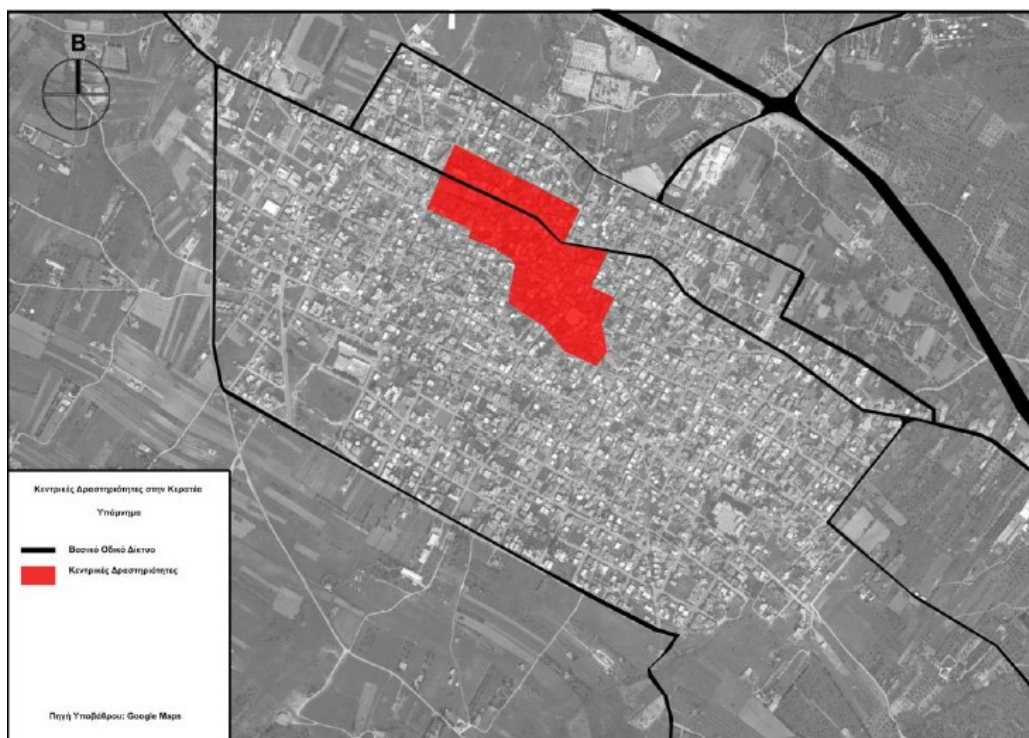 Β
Κεντρικές Δραστηριότητες στην Κερατέα
Υπόμνημα
Βασικό Οδικό Δίκτυο
Κεντρικές Δραστηριότητες
Πηγή Υποβάθρου: Google Maps